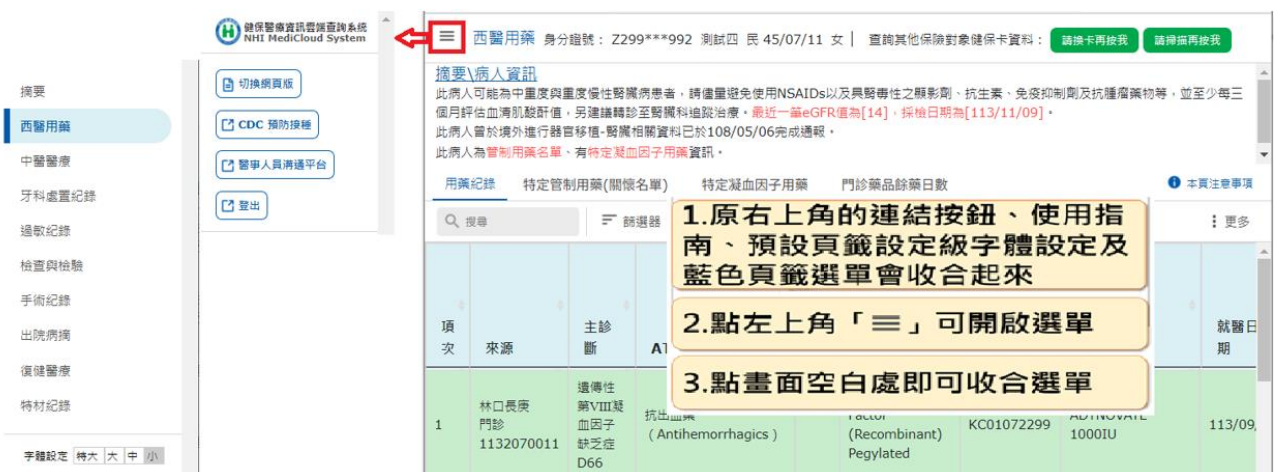 摘要
西醫用藥
中醫醫療
牙科處置紀錄
過敏紀錄
檢查與檢驗
手術紀錄
出院病摘
復健醫療
特材紀錄
字體設定 特大 大 中 小
健保醫療資訊雲端查詢系統
NHI MediCloud System
切換網頁版
CDC 預防接種
醫事人員溝通平台
登出
西醫用藥 身分證號： Z299***992 測試四 民 45/07/11 女 | 查詢其他保險對象健保卡資料： 請換卡再按我 請掃描再按我
摘要\病人資訊
此病人可能為中重度與重度慢性腎臟病患者，請儘量避免使用NSAIDs以及具腎毒性之顯影劑、抗生素、免疫抑制劑及抗腫瘤藥物等，並至少每三
個月評估血清肌酸酐值，另建議轉診至腎臟科追蹤治療。最近一筆eGFR值為[14]，採檢日期為[113/11/09]。
此病人曾於境外進行器官移植-腎臟相關資料已於108/05/06完成通報。
此病人為管制用藥名單、有特定凝血因子用藥資訊。
用藥紀錄 特定管制用藥(關懷名單) 特定凝血因子用藥 門診藥品餘藥日數 本頁注意事項
搜尋 篩選器 更多
1.原右上角的連結按鈕、使用指
南、預設頁籤設定級字體設定及
藍色頁籤選單會收合起來
2.點左上角「☰」可開啟選單
3.點畫面空白處即可收合選單
項次 來源 主診斷 就醫日期
1
林口長庚
門診
1132070011
遺傳性
第VIII凝
血因子
缺乏症
D66
抗出血藥
（Antihemorrhagics）
Factor
(Recombinant)
Pegylated
KC01072299
ADYNOVATE
1000IU
113/09,